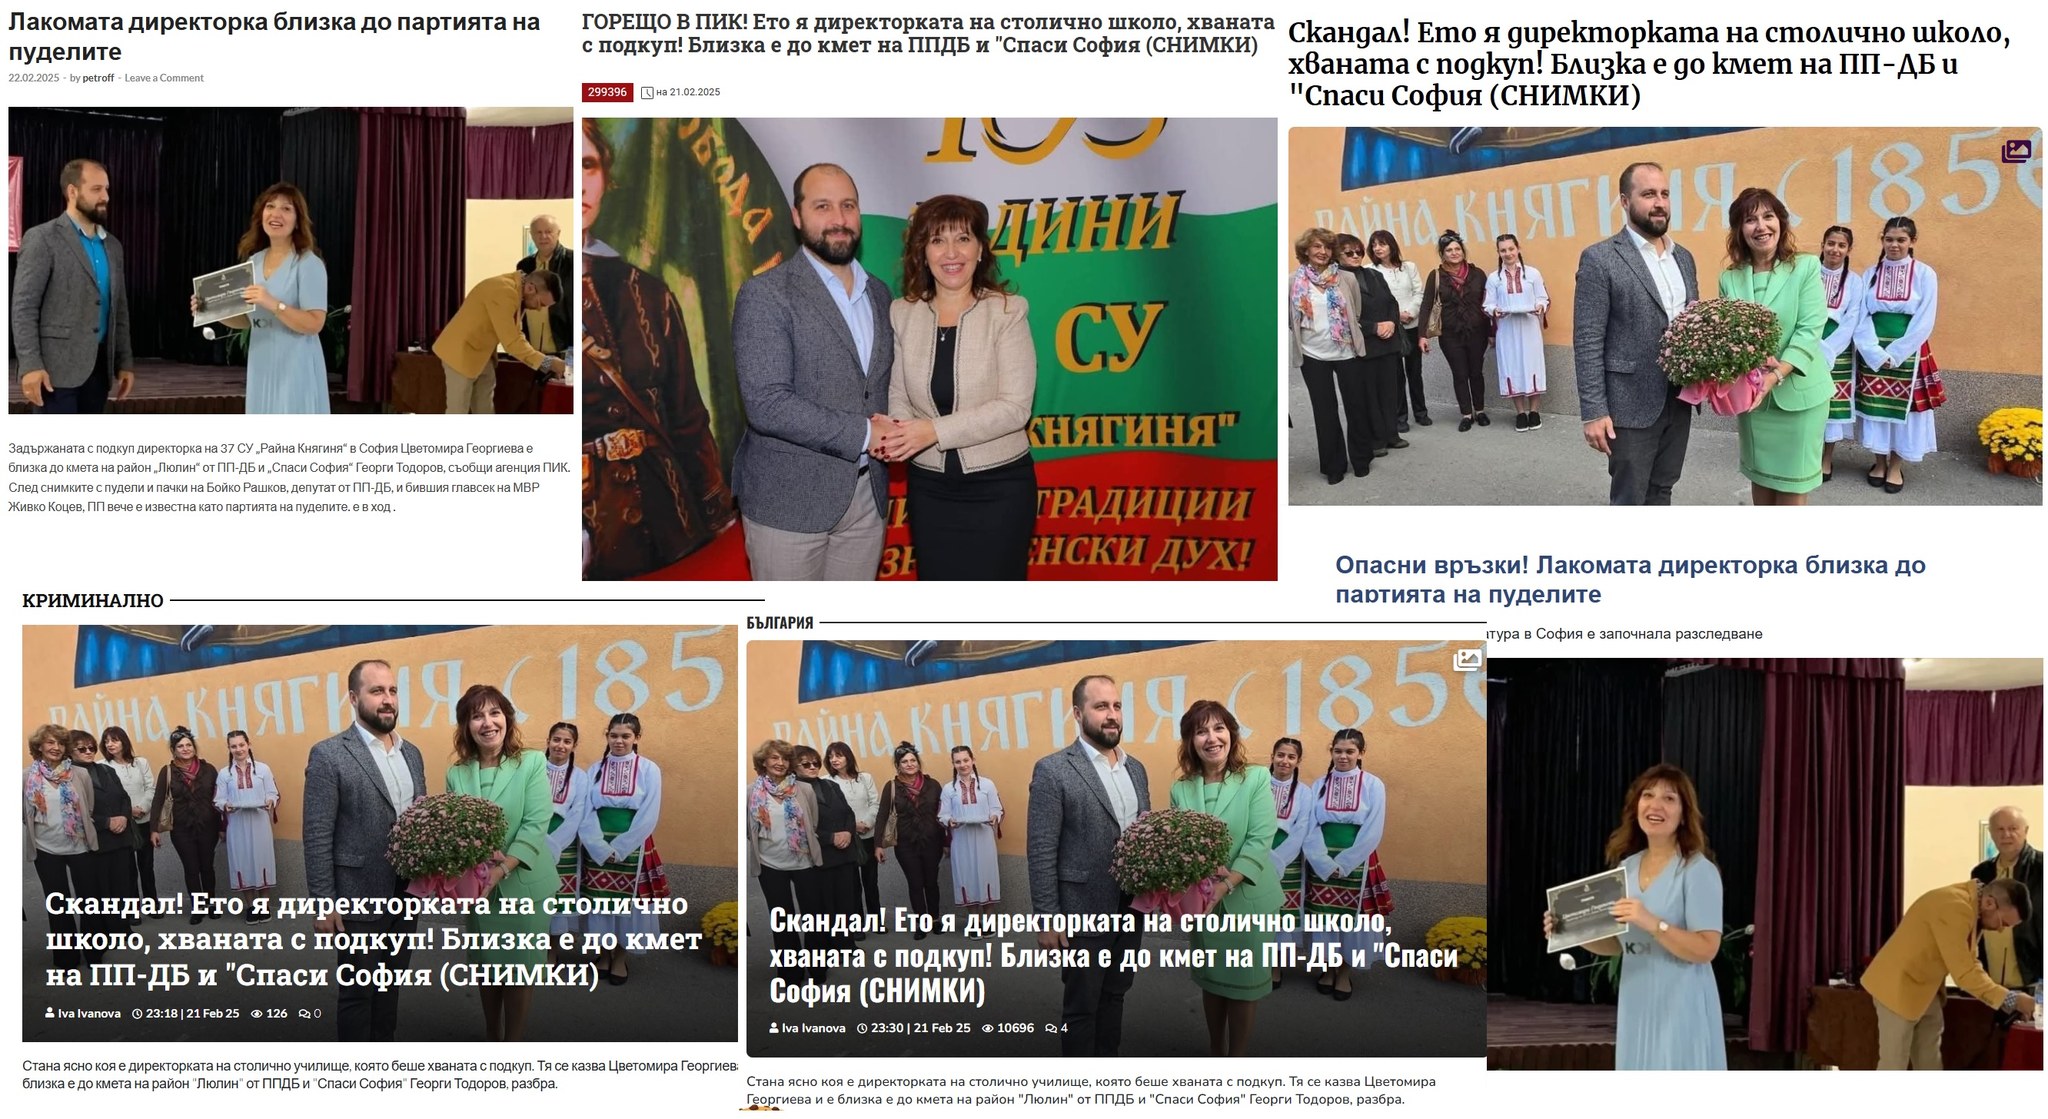 Лакомата директорка близка до партията на
пуделите
22.02.2025 - by petroff - Leave a Comment
Задържаната с подкуп директорка на 37 СУ „Райна Княгиня“ в София Цветомира Георгиева е
близка до кмета на район „Люлин“ от ПП-ДБ и „Спаси София“ Георги Тодоров, съобщи агенция ПИК.
След снимките с пудели и пачки на Бойко Рашков, депутат от ПП-ДБ, и бившия главсек на МВР
Живко Коцев, ПП вече е известна като партията на пуделите. е в ход .
ГОРЕЩО В ПИК! Ето я директорката на столично школо, хваната
с подкуп! Близка е до кмет на ППДБ и "Спаси София (СНИМКИ)
299396 на 21.02.2025
105
ОБОДА
ДИНИ
СУ
КНЯГИНЯ"
ТРАДИЦИИ
ЕНСКИ ДУХ!
Скандал! Ето я директорката на столично школо,
хваната с подкуп! Близка е до кмет на ПП-ДБ и
"Спаси София (СНИМКИ)
РАЙНА КНЯГИНЯ ( 1856
Опасни връзки! Лакомата директорка близка до
партията на пуделите
атура в София е започнала разследване
КРИМИНАЛНО
РАЙНА КНЯГИНЯ ( 185
Скандал! Ето я директорката на столично
школо, хваната с подкуп! Близка е до кмет
на ПП-ДБ и "Спаси София (СНИМКИ)
Iva Ivanova 23:18 | 21 Feb 25 126 0
Стана ясно коя е директорката на столично училище, която беше хваната с подкуп. Тя се казва Цветомира Георгиева
близка е до кмета на район "Люлин" от ППДБ и "Спаси София" Георги Тодоров, разбра.
БЪЛГАРИЯ
РАЙНА КНЯГИНЯ ( 1856
Скандал! Ето я директорката на столично школо,
хваната с подкуп! Близка е до кмет на ПП-ДБ и "Спаси
София (СНИМКИ)
Iva Ivanova 23:30 | 21 Feb 25 10696 4
Стана ясно коя е директорката на столично училище, която беше хваната с подкуп. Тя се казва Цветомира
Георгиева и е близка е до кмета на район "Люлин" от ППДБ и "Спаси София" Георги Тодоров, разбра.